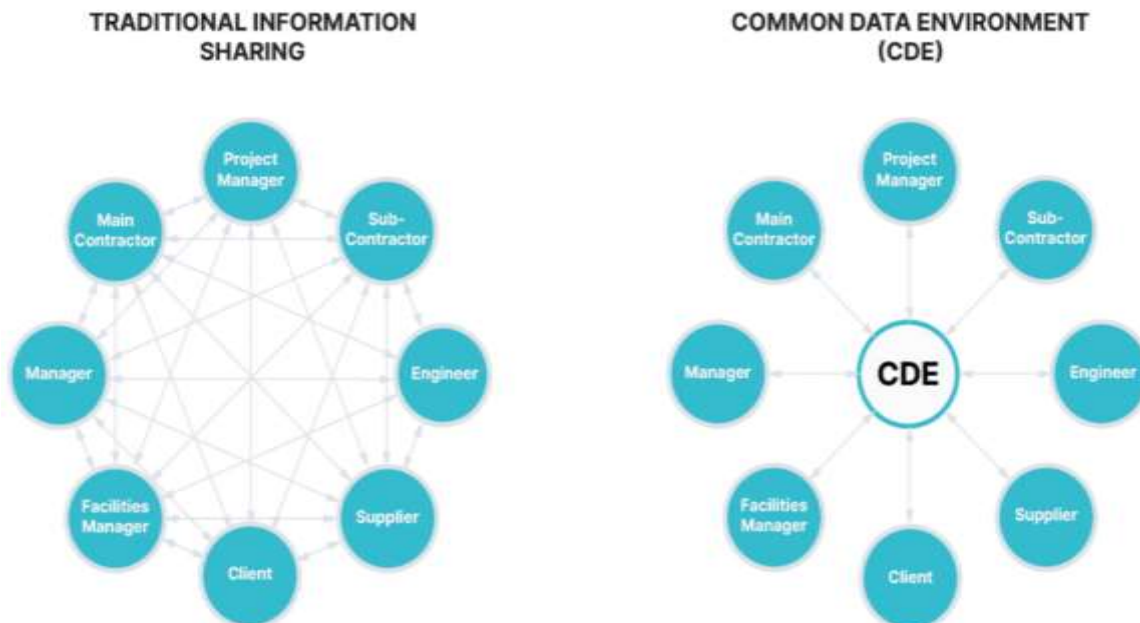 TRADITIONAL INFORMATION
SHARING
Project
Manager
Main
Contractor
Sub-
Contractor
Manager
Engineer
Facilities
Manager
Supplier
Client
COMMON DATA ENVIRONMENT
(CDE)
Project
Manager
Main
Contractor
Sub-
Contractor
Manager
CDE
Engineer
Facilities
Manager
Supplier
Client